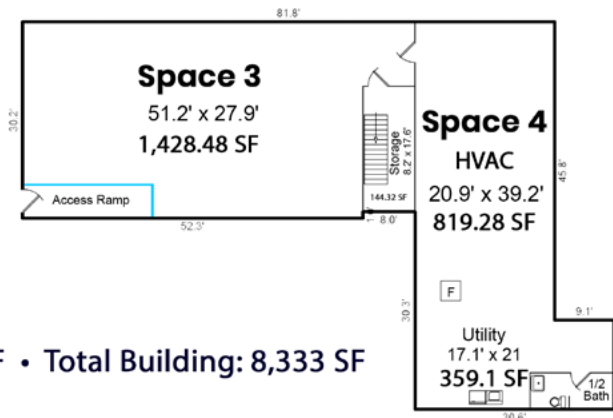 81.8'
Space 3
51.2' x 27.9'
1,428.48 SF
30.2'
Access Ramp
52.3'
Storage
8.2' x 17.6'
144.32 SF
8.0'
Space 4
HVAC
20.9' x 39.2'
819.28 SF
45.8'
30.3'
F
9.1'
Utility
17.1' x 21
359.1 SF
1/2
Bath
F • Total Building: 8,333 SF